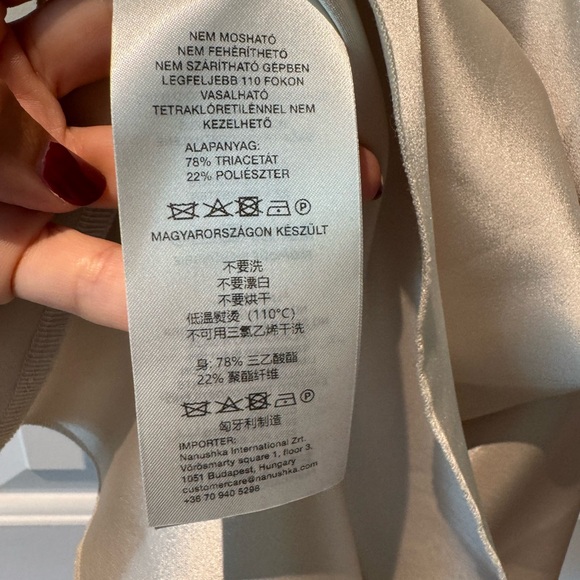 NEM MOSHATÓ
NEM FEHÉRÍTHETŐ
NEM SZÁRÍTHATÓ GÉPBEN
LEGFELJEBB 110 FOKON
VASALHATÓ
TETRAKLÓRETILÉNNEL NEM
KEZELHETŐ
ALAPANYAG:
78% TRIACETÁT
22% POLIÉSZTER
P
MAGYARORSZÁGON KÉSZÜLT
不要洗
不要漂白
不要烘干
低温熨烫（110°C）
不可用三氯乙烯干洗
身: 78% 三乙酸酯
22% 聚酯纤维
P
匈牙利制造
IMPORTER:
Nanushka International Zrt.
Vörösmarty square 1, floor 3.
1051 Budapest, Hungary
customercare@nanushka.com
+36 70 940 5298